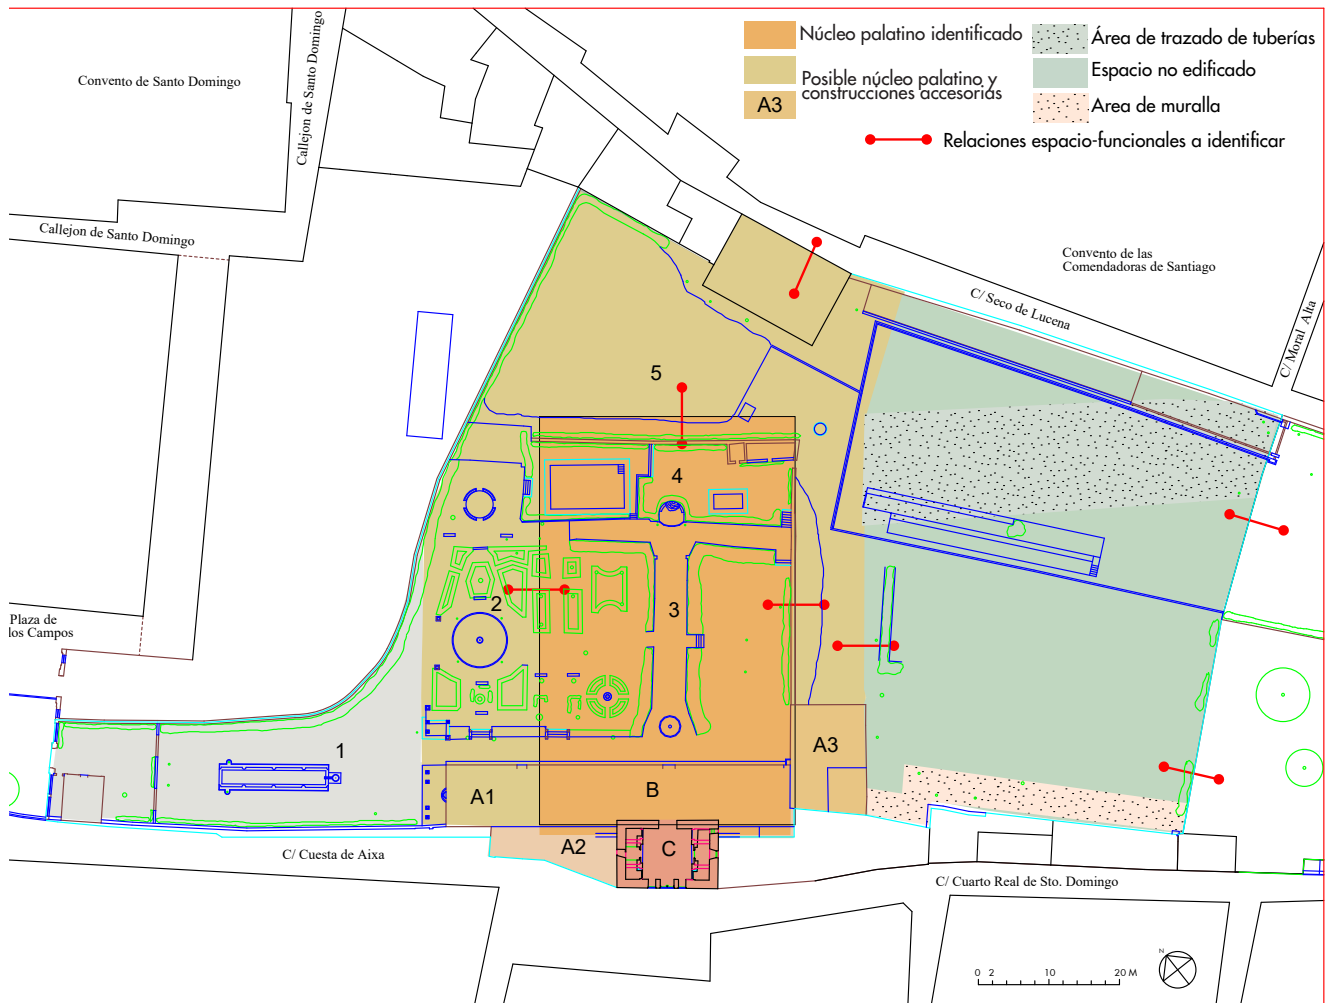 Núcleo palatino identificado
Posible núcleo palatino y
construcciones accesorias
A3
Área de trazado de tuberías
Espacio no edificado
Area de muralla
Relaciones espacio-funcionales a identificar
Convento de Santo Domingo
Callejon de Santo Domingo
Callejon de Santo Domingo
Convento de las
Comendadoras de Santiago
C/ Seco de Lucena
C/ Moral Alta
5
4
2
3
Plaza de
los Campos
1
A3
A1
B
A2
C
C/ Cuesta de Aixa
C/ Cuarto Real de Sto. Domingo
N
0 2 10 20 M